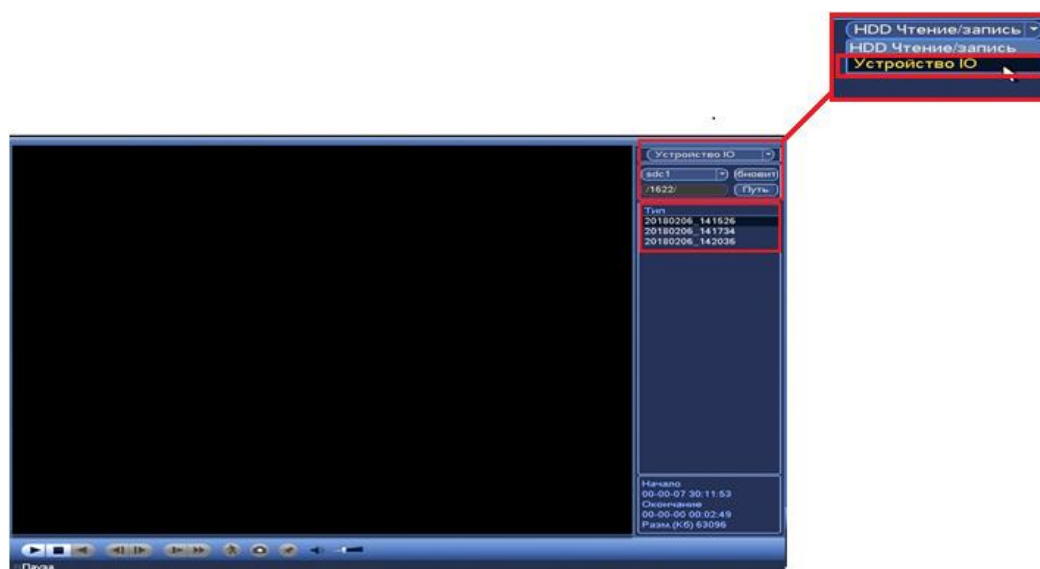 HDD Чтение/запись
HDD Чтение/запись
Устройство IO
Устройство IO
sdc1
бновит
/1622/
Путь
Тип
20180206_141526
20180206_141734
20180206_142036
Начало
00-00-07 30:11:53
Окончание
00-00-00 00:02:49
Разм.(Кб) 63096
Пауза